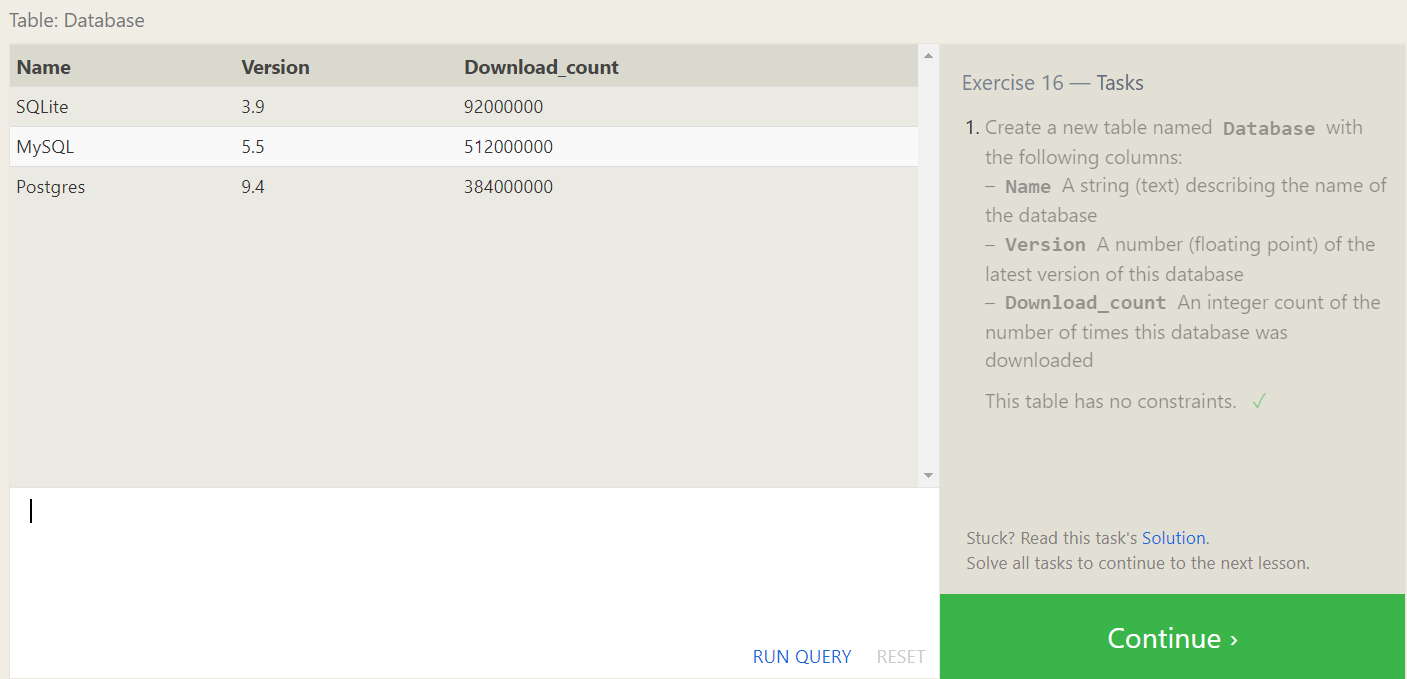 Table: Database
Name Version Download_count
SQLite 3.9 92000000
MySQL 5.5 512000000
Postgres 9.4 384000000
RUN QUERY RESET
Exercise 16 — Tasks
1. Create a new table named Database with
the following columns:
– Name A string (text) describing the name of
the database
– Version A number (floating point) of the
latest version of this database
– Download_count An integer count of the
number of times this database was
downloaded
This table has no constraints. ✓
Stuck? Read this task's Solution.
Solve all tasks to continue to the next lesson.
Continue ›